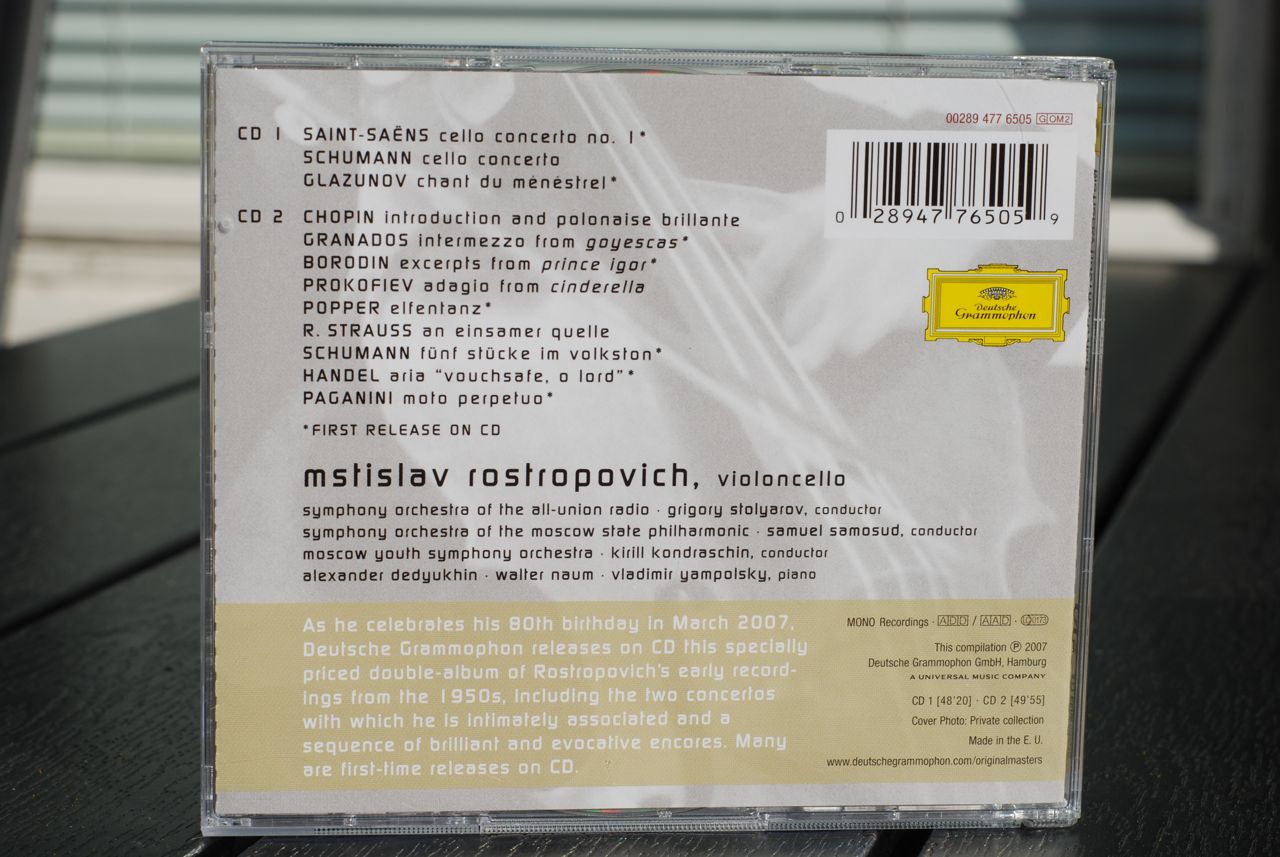 CD 1 SAINT-SAËNS cello concerto no. 1*
SCHUMANN cello concerto
GLAZUNOV chant du ménéstrel*
CD 2 CHOPIN introduction and polonaise brillante
GRANADOS intermezzo from goyescas*
BORODIN excerpts from prince igor*
PROKOFIEV adagio from cinderella
POPPER elfentanz*
R. STRAUSS an einsamer quelle
SCHUMANN fünf stücke im volkston*
HANDEL aria “vouchsafe, o lord”*
PAGANINI moto perpetuo*
*FIRST RELEASE ON CD
00289 477 6505 G OM2
0 28947 76505 9
Deutsche
Grammophon
mstislav rostropovich, violoncello
symphony orchestra of the all-union radio · grigory stolyarov, conductor
symphony orchestra of the moscow state philharmonic · samuel samosud, conductor
moscow youth symphony orchestra · kirill kondraschin, conductor
alexander dedyukhin · walter naum · vladimir yampolsky, piano
As he celebrates his 80th birthday in March 2007,
Deutsche Grammophon releases on CD this specially
priced double-album of Rostropovich's early record-
ings from the 1950s, including the two concertos
with which he is intimately associated and a
sequence of brilliant and evocative encores. Many
are first-time releases on CD.
MONO Recordings · ADD / AAD · LC0173
This compilation ℗ 2007
Deutsche Grammophon GmbH, Hamburg
A UNIVERSAL MUSIC COMPANY
CD 1 [48'20] · CD 2 [49'55]
Cover Photo: Private collection
Made in the E. U.
www.deutschegrammophon.com/originalmasters